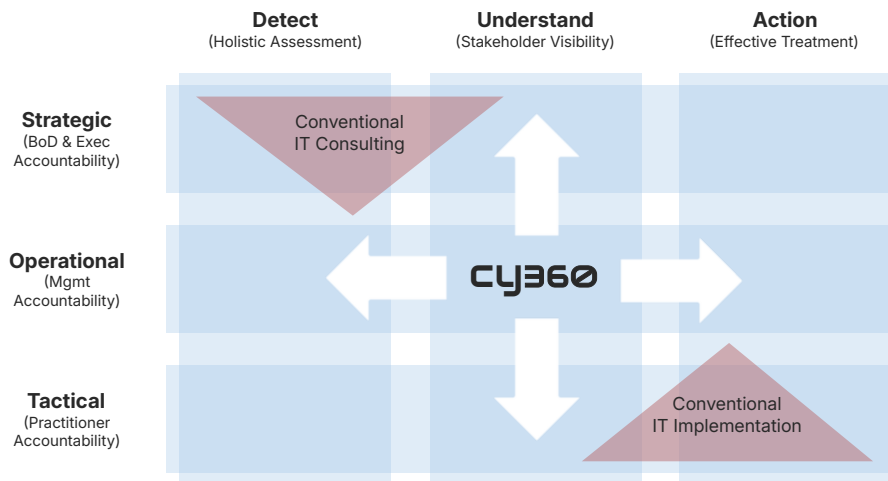 Detect
(Holistic Assessment)
Understand
(Stakeholder Visibility)
Action
(Effective Treatment)
Strategic
(BoD & Exec
Accountability)
Conventional
IT Consulting
Operational
(Mgmt
Accountability)
CY360
Tactical
(Practitioner
Accountability)
Conventional
IT Implementation